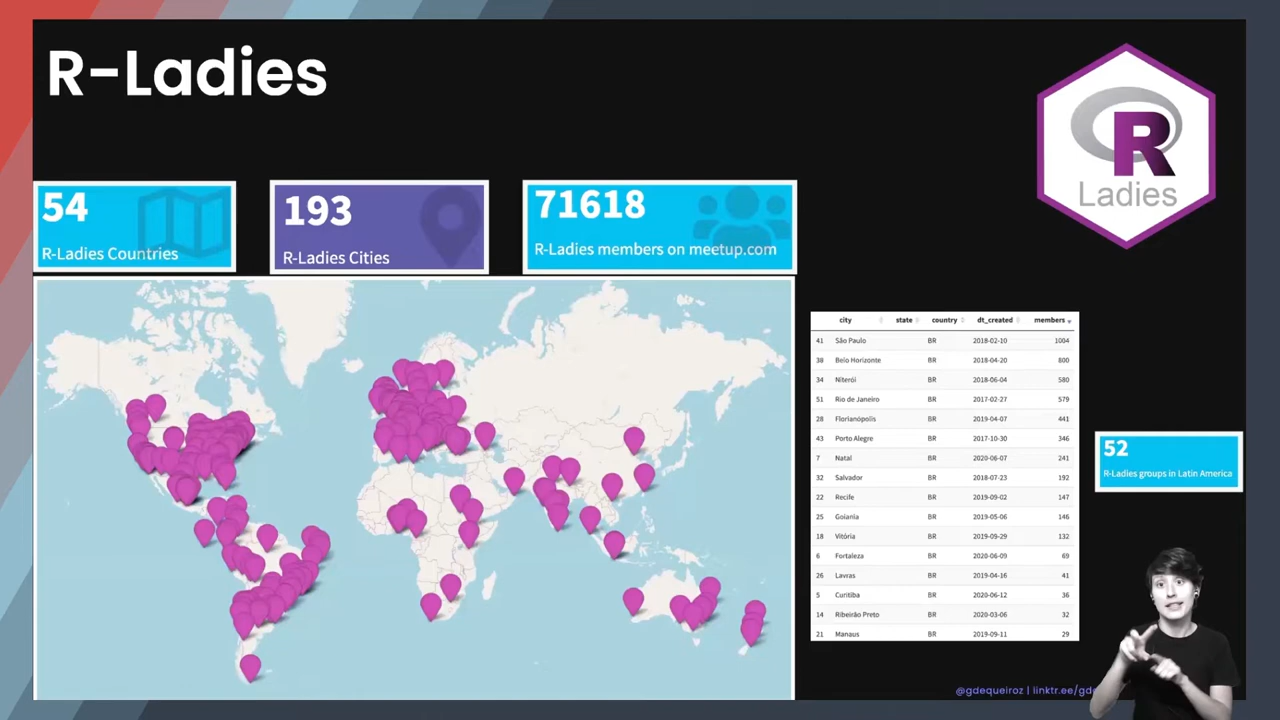 R-Ladies
R
Ladies
54
R-Ladies Countries
193
R-Ladies Cities
71618
R-Ladies members on meetup.com
city state country dt_created members
41 São Paulo BR 2018-02-10 1004
38 Belo Horizonte BR 2018-04-20 800
34 Niterói BR 2018-06-04 580
51 Rio de Janeiro BR 2017-02-27 579
28 Florianópolis BR 2019-04-07 441
43 Porto Alegre BR 2017-10-30 346
7 Natal BR 2020-06-07 241
32 Salvador BR 2018-07-23 192
22 Recife BR 2019-09-02 147
25 Goiania BR 2019-05-06 146
18 Vitória BR 2019-09-29 132
6 Fortaleza BR 2020-06-09 69
26 Lavras BR 2019-04-16 41
5 Curitiba BR 2020-06-12 36
14 Ribeirão Preto BR 2020-03-06 32
21 Manaus BR 2019-09-11 29
52
R-Ladies groups in Latin America
@gdequeiroz | linktr.ee/gd